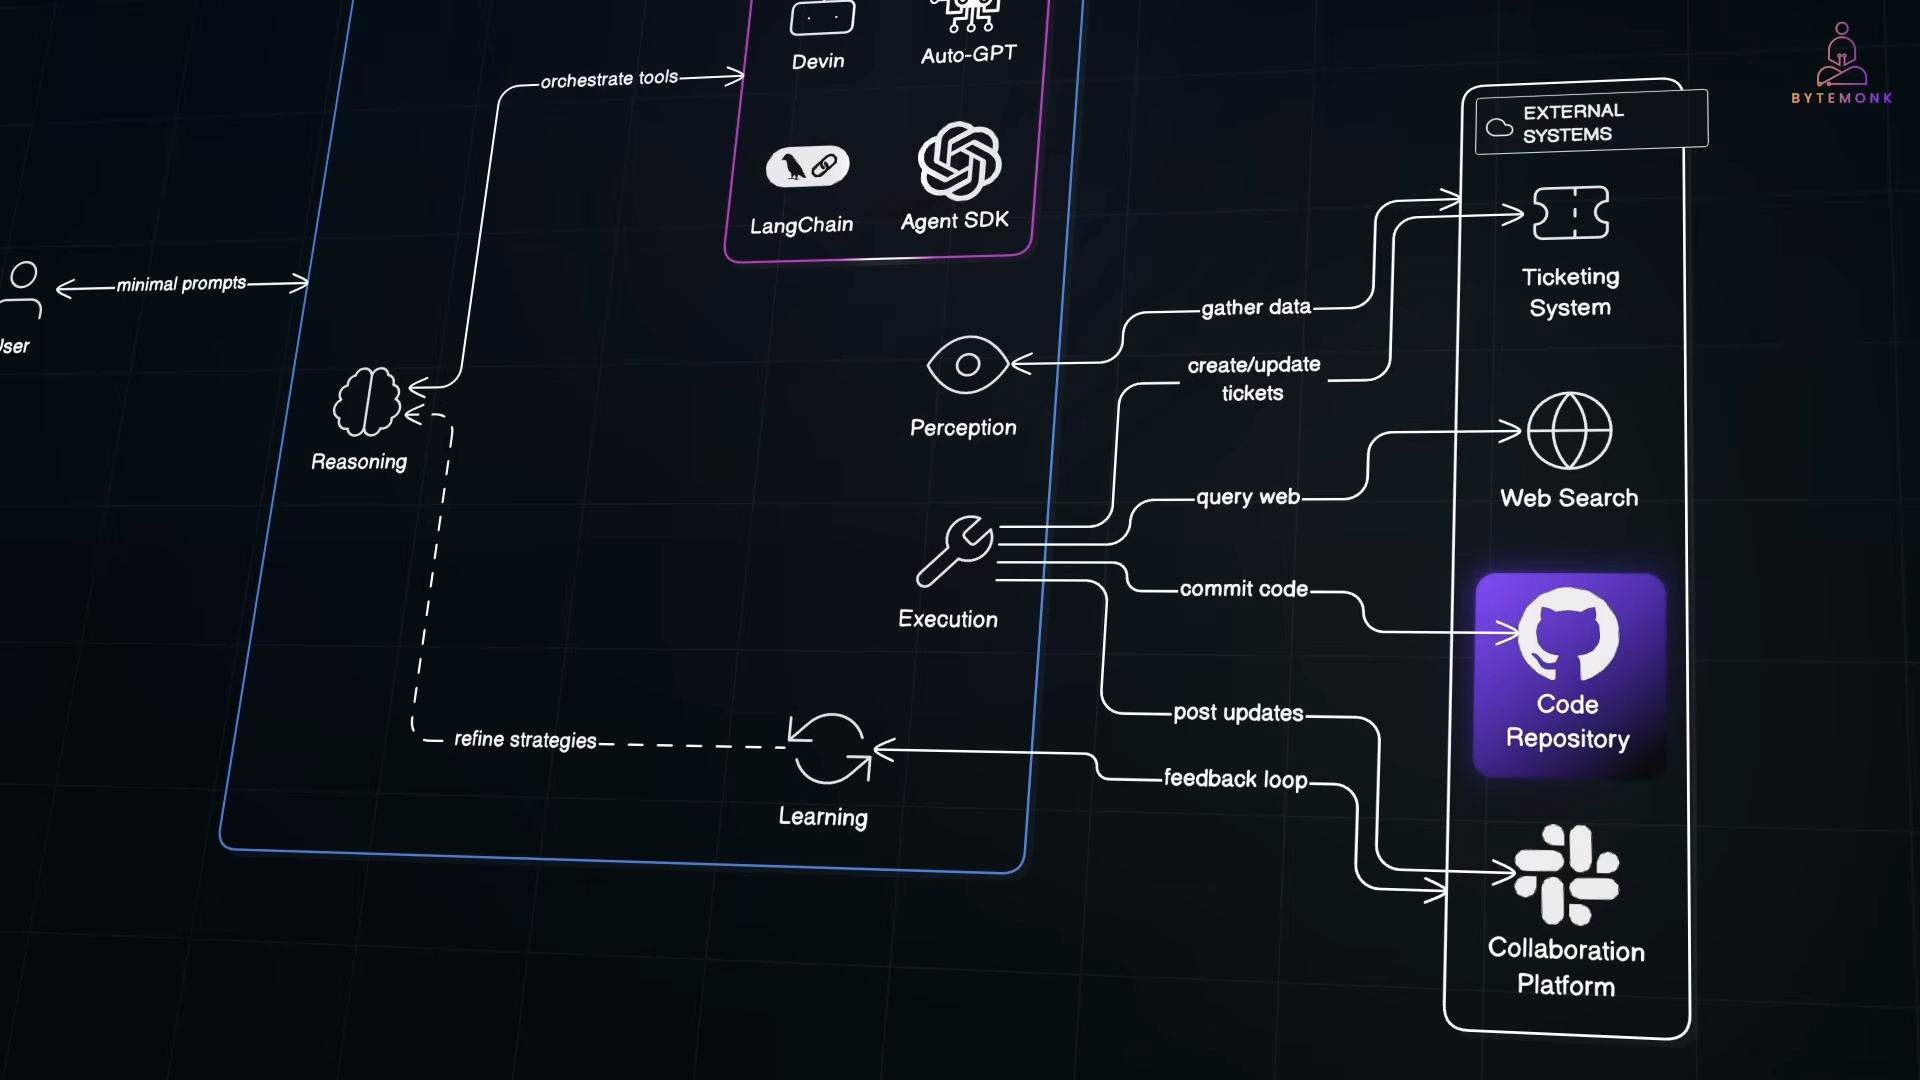 BYTEMONK
Devin
Auto-GPT
orchestrate tools
LangChain
Agent SDK
EXTERNAL
SYSTEMS
Ticketing
System
minimal prompts
gather data
create/update
tickets
Perception
Reasoning
query web
Web Search
commit code
Execution
Code
Repository
post updates
refine strategies
feedback loop
Learning
Collaboration
Platform